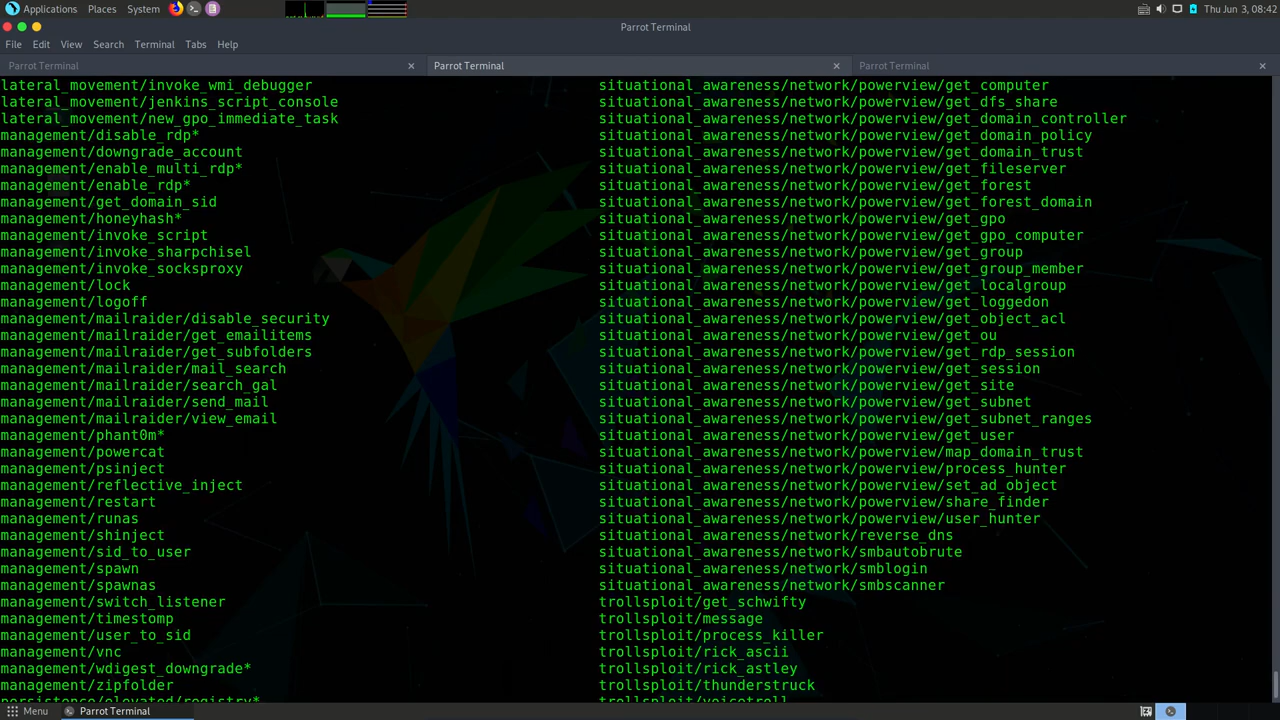 Applications Places System Thu Jun 3, 08:42
Parrot Terminal
File Edit View Search Terminal Tabs Help
Parrot Terminal Parrot Terminal Parrot Terminal
lateral_movement/invoke_wmi_debugger
lateral_movement/jenkins_script_console
lateral_movement/new_gpo_immediate_task
management/disable_rdp*
management/downgrade_account
management/enable_multi_rdp*
management/enable_rdp*
management/get_domain_sid
management/honeyhash*
management/invoke_script
management/invoke_sharpchisel
management/invoke_socksproxy
management/lock
management/logoff
management/mailraider/disable_security
management/mailraider/get_emailitems
management/mailraider/get_subfolders
management/mailraider/mail_search
management/mailraider/search_gal
management/mailraider/send_mail
management/mailraider/view_email
management/phant0m*
management/powercat
management/psinject
management/reflective_inject
management/restart
management/runas
management/shinject
management/sid_to_user
management/spawn
management/spawnas
management/switch_listener
management/timestomp
management/user_to_sid
management/vnc
management/wdigest_downgrade*
management/zipfolder
persistence/elevated/registry*
situational_awareness/network/powerview/get_computer
situational_awareness/network/powerview/get_dfs_share
situational_awareness/network/powerview/get_domain_controller
situational_awareness/network/powerview/get_domain_policy
situational_awareness/network/powerview/get_domain_trust
situational_awareness/network/powerview/get_fileserver
situational_awareness/network/powerview/get_forest
situational_awareness/network/powerview/get_forest_domain
situational_awareness/network/powerview/get_gpo
situational_awareness/network/powerview/get_gpo_computer
situational_awareness/network/powerview/get_group
situational_awareness/network/powerview/get_group_member
situational_awareness/network/powerview/get_localgroup
situational_awareness/network/powerview/get_loggedon
situational_awareness/network/powerview/get_object_acl
situational_awareness/network/powerview/get_ou
situational_awareness/network/powerview/get_rdp_session
situational_awareness/network/powerview/get_session
situational_awareness/network/powerview/get_site
situational_awareness/network/powerview/get_subnet
situational_awareness/network/powerview/get_subnet_ranges
situational_awareness/network/powerview/get_user
situational_awareness/network/powerview/map_domain_trust
situational_awareness/network/powerview/process_hunter
situational_awareness/network/powerview/set_ad_object
situational_awareness/network/powerview/share_finder
situational_awareness/network/powerview/user_hunter
situational_awareness/network/reverse_dns
situational_awareness/network/smbautobrute
situational_awareness/network/smblogin
situational_awareness/network/smbscanner
trollsploit/get_schwifty
trollsploit/message
trollsploit/process_killer
trollsploit/rick_ascii
trollsploit/rick_astley
trollsploit/thunderstruck
trollsploit/voicetroll
Menu Parrot Terminal